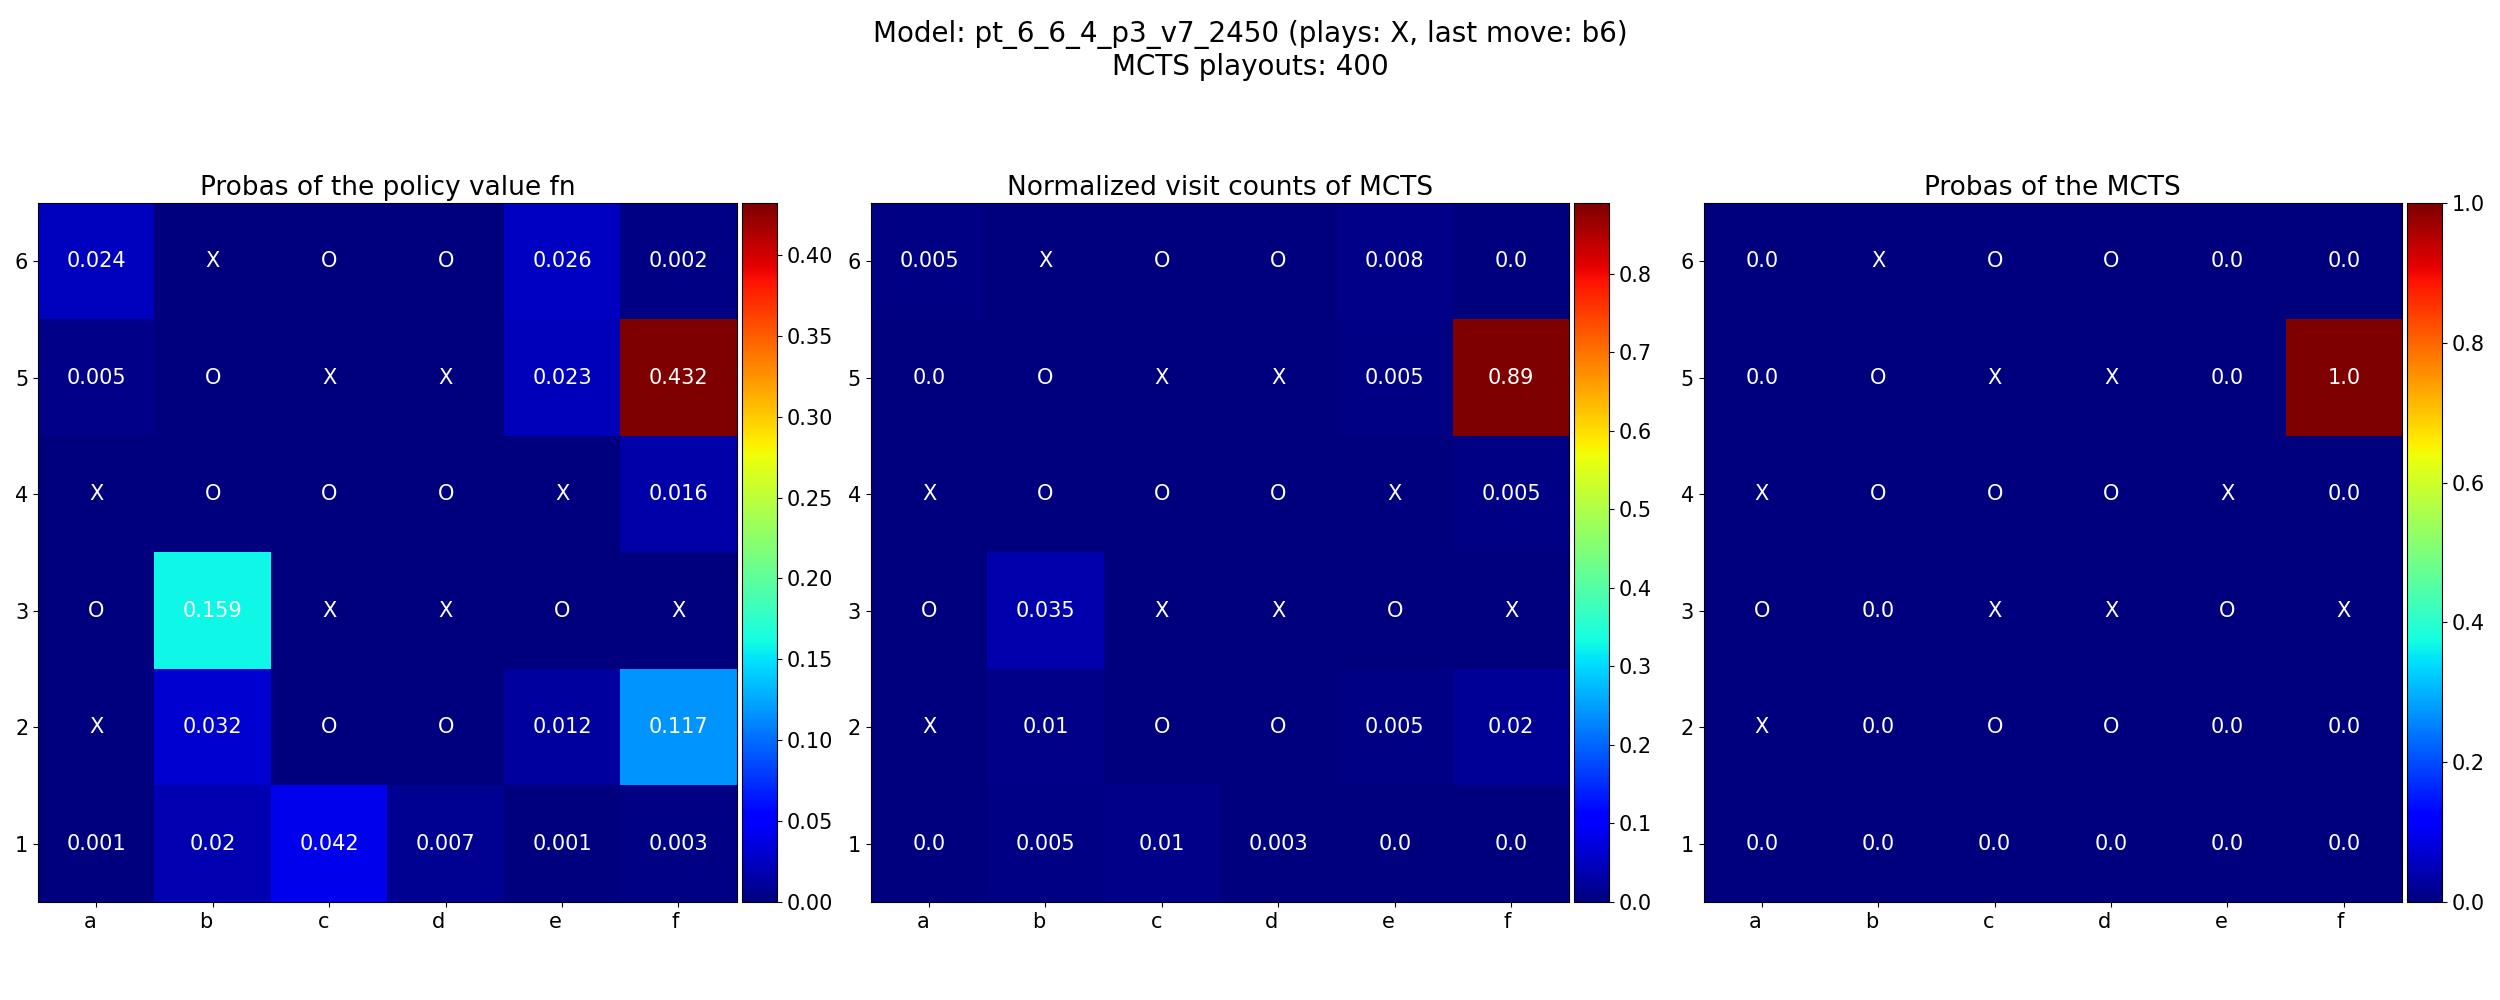 Model: pt_6_6_4_p3_v7_2450 (plays: X, last move: b6)
MCTS playouts: 400
Probas of the policy value fn
6 0.024 X O O 0.026 0.002
5 0.005 O X X 0.023 0.432
4 X O O O X 0.016
3 O 0.159 X X O X
2 X 0.032 O O 0.012 0.117
1 0.001 0.02 0.042 0.007 0.001 0.003
a b c d e f
0.40
0.35
0.30
0.25
0.20
0.15
0.10
0.05
0.00
Normalized visit counts of MCTS
6 0.005 X O O 0.008 0.0
5 0.0 O X X 0.005 0.89
4 X O O O X 0.005
3 O 0.035 X X O X
2 X 0.01 O O 0.005 0.02
1 0.0 0.005 0.01 0.003 0.0 0.0
a b c d e f
0.8
0.7
0.6
0.5
0.4
0.3
0.2
0.1
0.0
Probas of the MCTS
6 0.0 X O O 0.0 0.0
5 0.0 O X X 0.0 1.0
4 X O O O X 0.0
3 O 0.0 X X O X
2 X 0.0 O O 0.0 0.0
1 0.0 0.0 0.0 0.0 0.0 0.0
a b c d e f
1.0
0.8
0.6
0.4
0.2
0.0